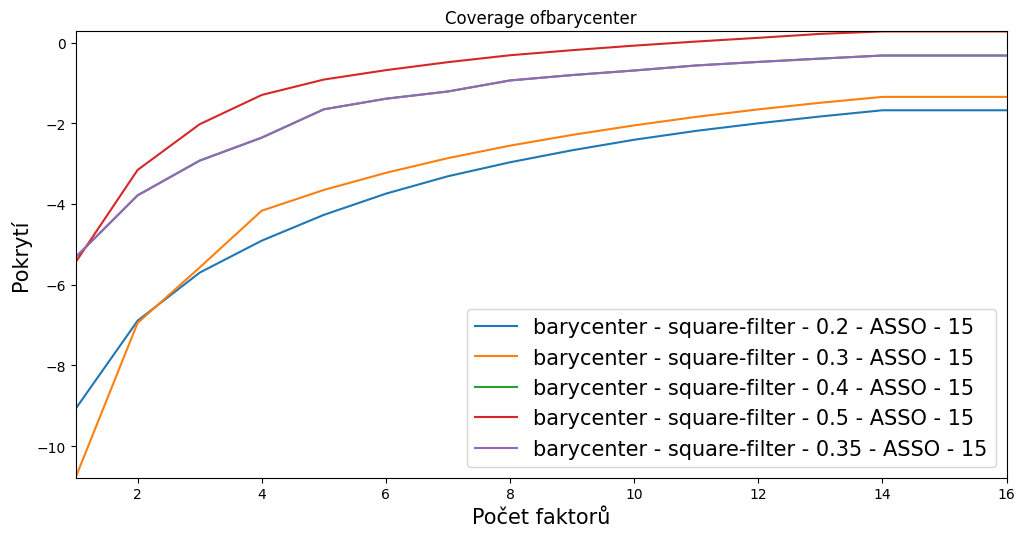 Coverage ofbarycenter
0
−2
−4
−6
−8
−10
Pokrytí
barycenter - square-filter - 0.2 - ASSO - 15
barycenter - square-filter - 0.3 - ASSO - 15
barycenter - square-filter - 0.4 - ASSO - 15
barycenter - square-filter - 0.5 - ASSO - 15
barycenter - square-filter - 0.35 - ASSO - 15
2 4 6 8 10 12 14 16
Počet faktorů